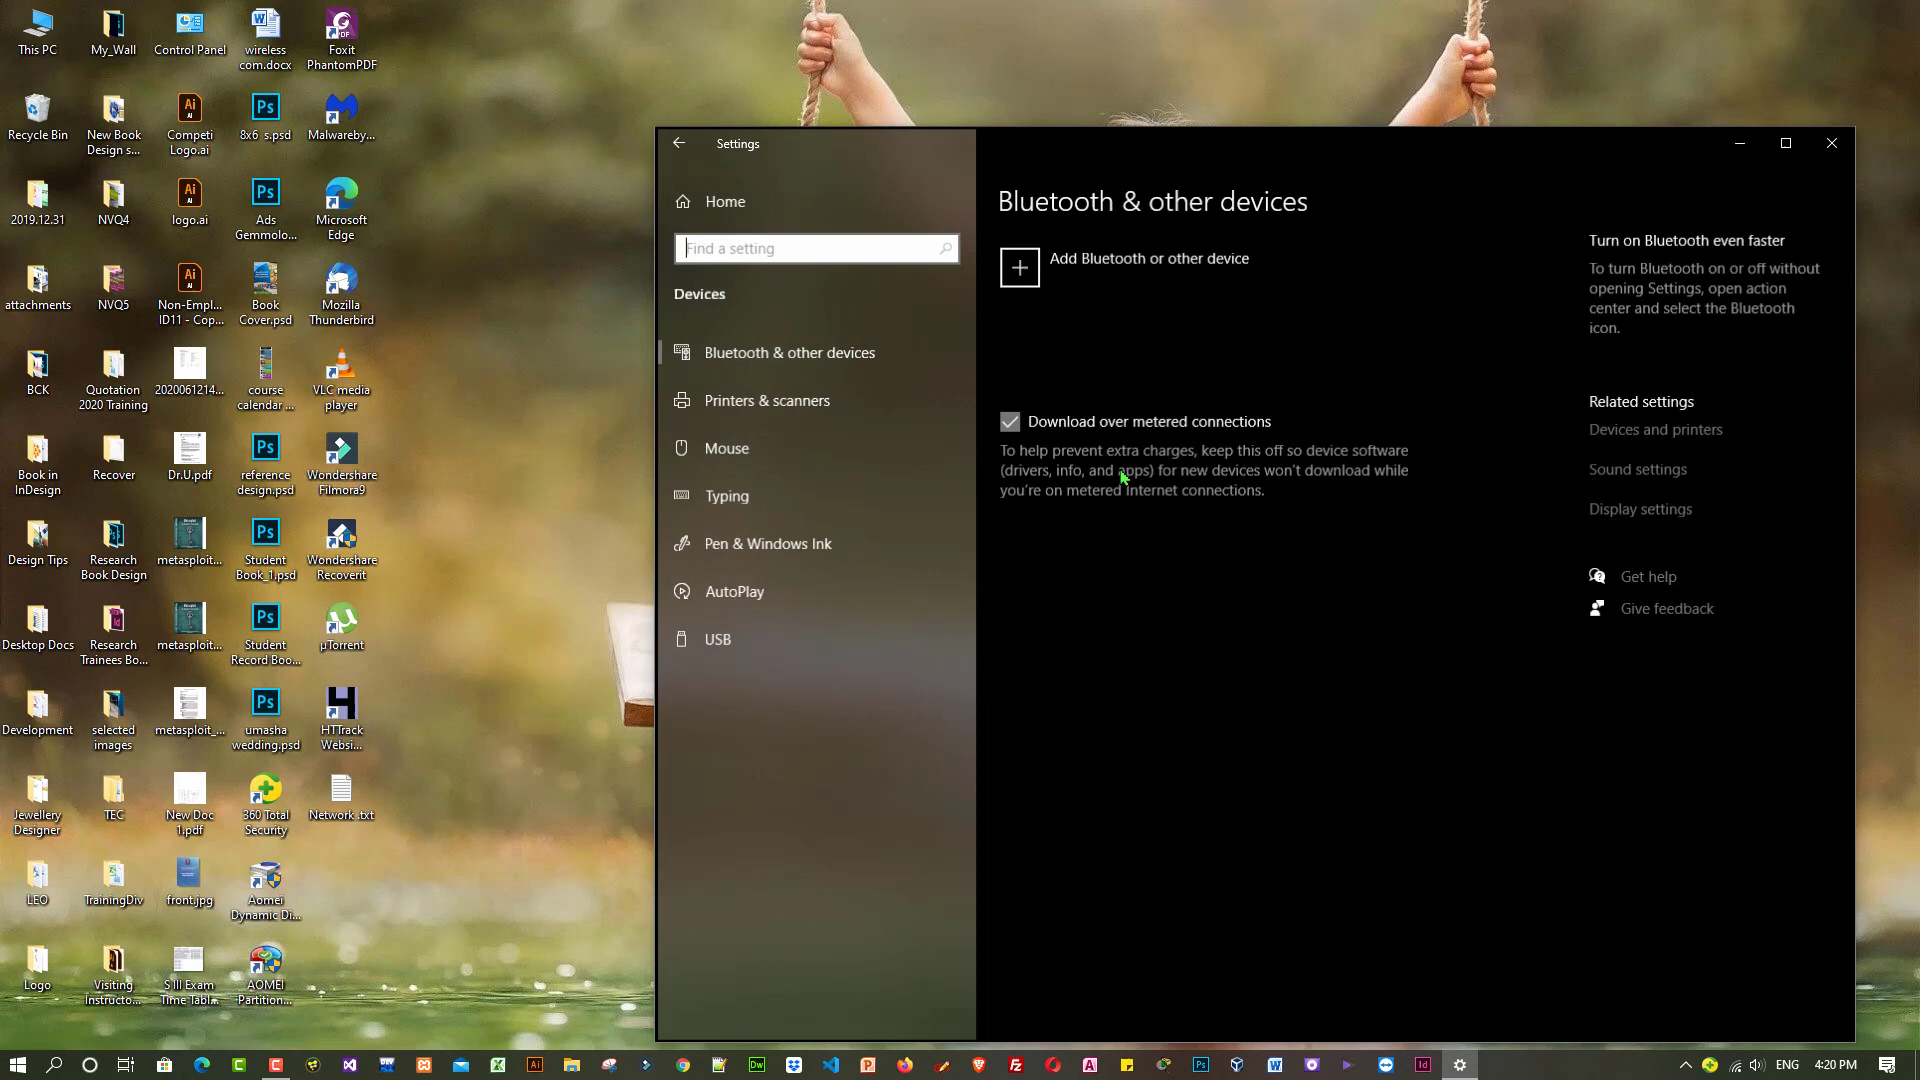 This PC
My_Wall
Control Panel
wireless
com.docx
Foxit
PhantomPDF
Recycle Bin
New Book
Design s...
Competi
Logo.ai
8x6 s.psd
Malwareby...
2019.12.31
NVQ4
logo.ai
Ads
Gemmolo...
Microsoft
Edge
attachments
NVQ5
Non-Empl...
ID11 - Cop...
Book
Cover.psd
Mozilla
Thunderbird
BCK
Quotation
2020 Training
2020061214...
course
calendar ...
VLC media
player
Book in
InDesign
Recover
Dr.U.pdf
reference
design.psd
Wondershare
Filmora9
Design Tips
Research
Book Design
metasploit...
Student
Book_1.psd
Wondershare
Recoverit
Desktop Docs
Research
Trainees Bo...
metasploit...
Student
Record Boo...
µTorrent
Development
selected
images
metasploit_...
umasha
wedding.psd
HTTrack
Websi...
Jewellery
Designer
TEC
New Doc
1.pdf
360 Total
Security
Network .txt
LEO
TrainingDiv
front.jpg
Aomei
Dynamic Di...
Logo
Visiting
Instructo...
S III Exam
Time Tabl...
AOMEI
Partition...
Settings
Home
Find a setting
Devices
Bluetooth & other devices
Printers & scanners
Mouse
Typing
Pen & Windows Ink
AutoPlay
USB
Bluetooth & other devices
Add Bluetooth or other device
Download over metered connections
To help prevent extra charges, keep this off so device software
(drivers, info, and apps) for new devices won't download while
you're on metered internet connections.
Turn on Bluetooth even faster
To turn Bluetooth on or off without
opening Settings, open action
center and select the Bluetooth
icon.
Related settings
Devices and printers
Sound settings
Display settings
Get help
Give feedback
ENG
4:20 PM